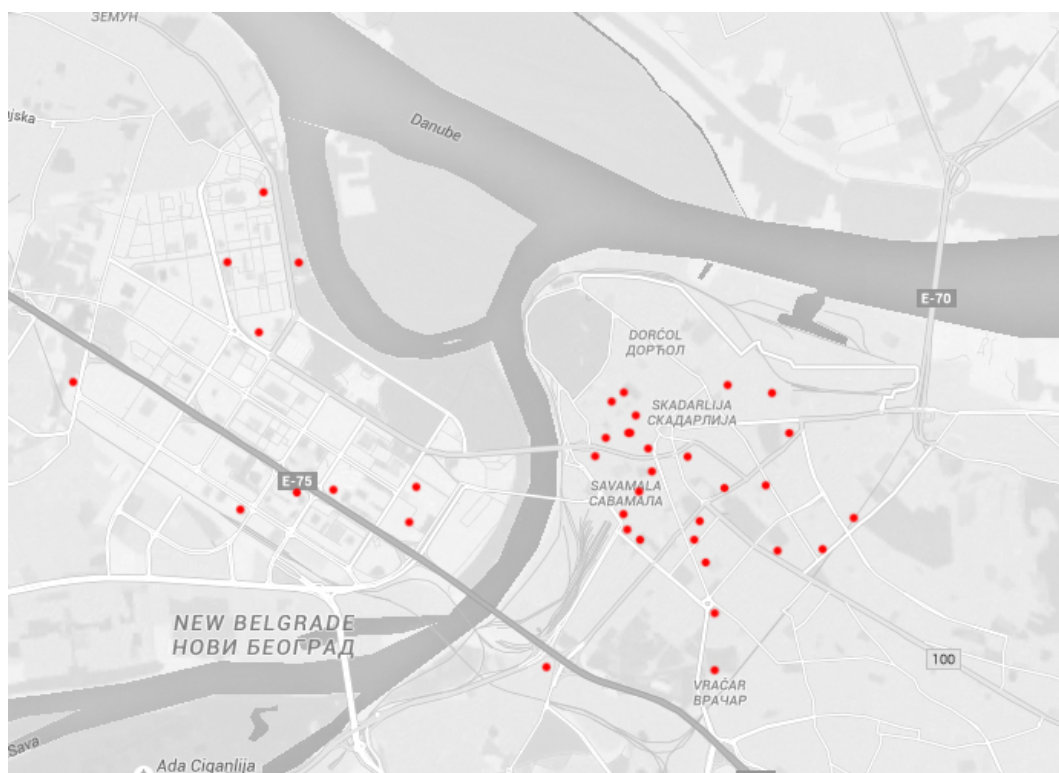 ЗЕМУН
Danube
E-70
DORĆOL
ДОРЋОЛ
SKADARLIJA
СКАДАРЛИЈА
E-75
SAVAMALA
САВАМАЛА
NEW BELGRADE
НОВИ БЕОГРАД
100
VRAČAR
ВРАЧАР
Sava
Ada Ciganlija